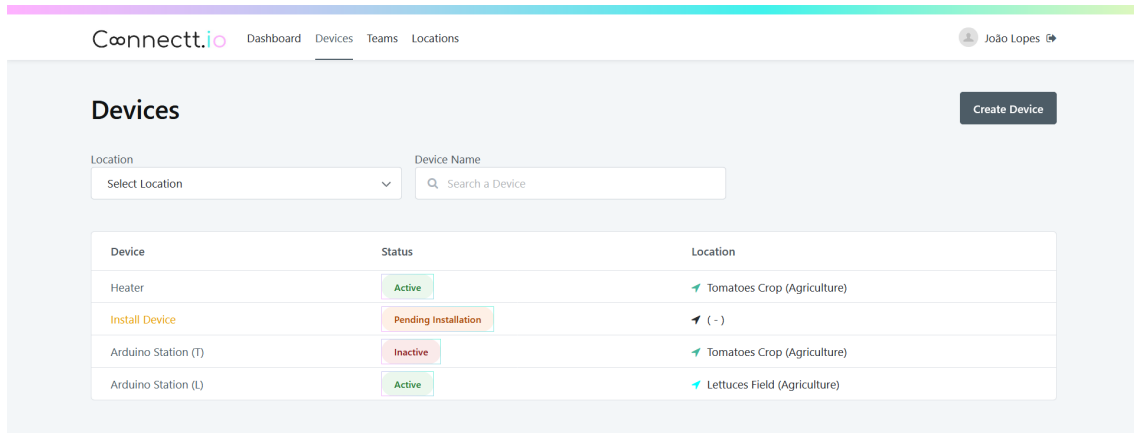 Connectt.io Dashboard Devices Teams Locations João Lopes
Devices Create Device
Location Device Name
Select Location Search a Device
Device Status Location
Heater Active Tomatoes Crop (Agriculture)
Install Device Pending Installation ( - )
Arduino Station (T) Inactive Tomatoes Crop (Agriculture)
Arduino Station (L) Active Lettuces Field (Agriculture)